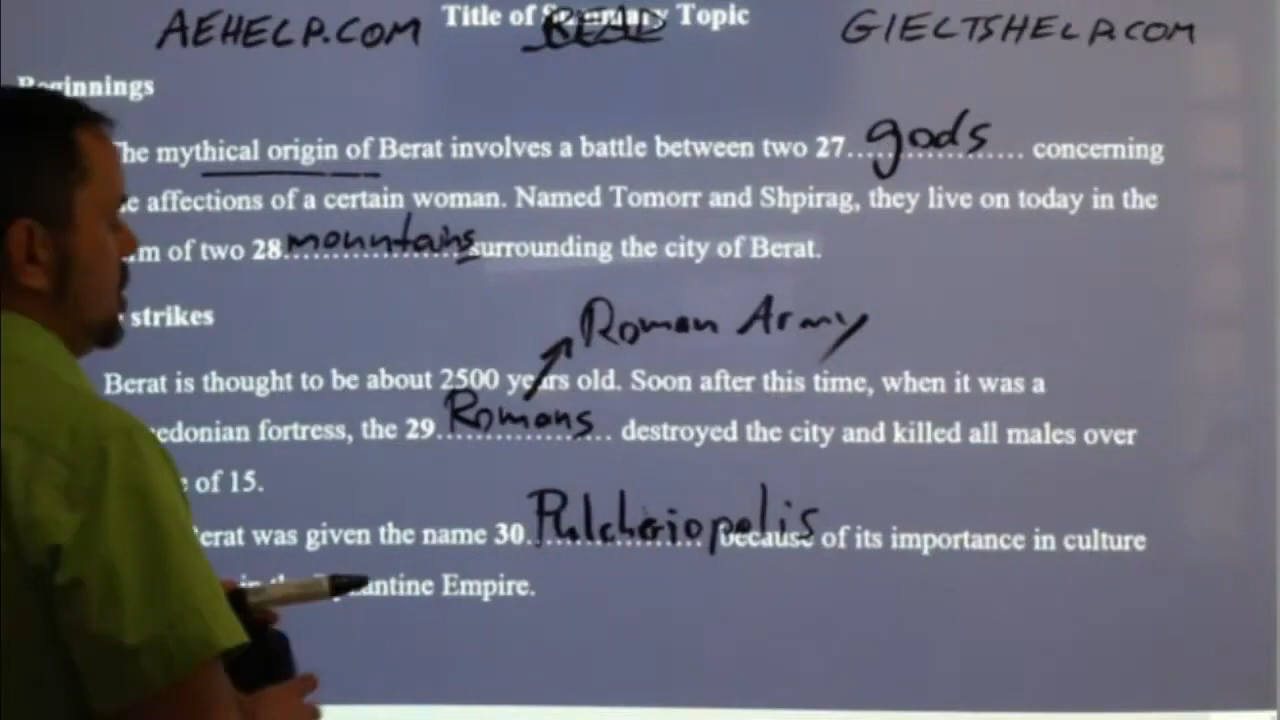 AEHELP.COM Title of Summary Topic GIELTSHELP.COM
Beginnings
The mythical origin of Berat involves a battle between two 27..gods.. concerning
affections of a certain woman. Named Tomorr and Shpirag, they live on today in the
of two 28.mountains surrounding the city of Berat.
strikes
Roman Army
Berat is thought to be about 2500 years old. Soon after this time, when it was a
fortress, the 29.Romans.. destroyed the city and killed all males over
of 15.
Berat was given the name 30.Pulcheriopolis because of its importance in culture
in the Byzantine Empire.